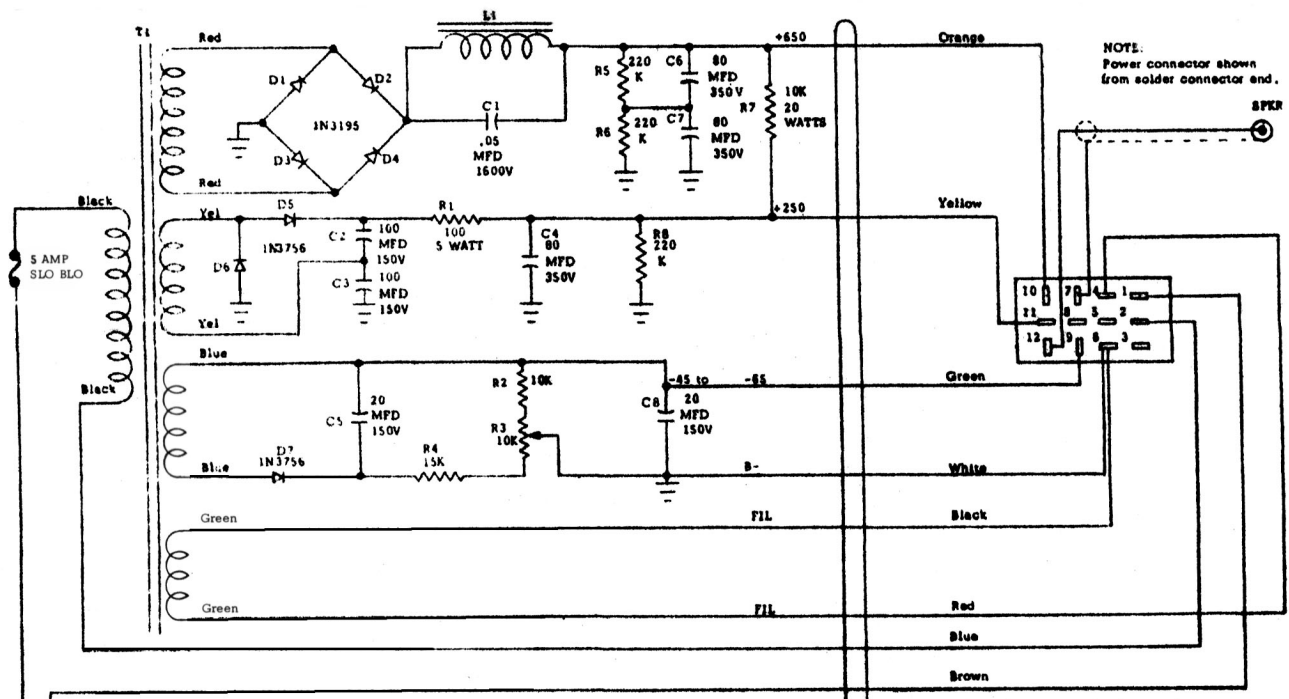 T1
Red
D1
D2
1N3195
D3
D4
Red
L1
C1
.05
MFD
1600V
R5
220
K
R6
220
K
C6
80
MFD
350V
C7
80
MFD
350V
R7
10K
20
WATTS
+650
Orange
NOTE:
Power connector shown
from solder connector end.
SPKR
Black
Black
5 AMP
SLO BLO
Yel
D5
1N3756
D6
C2
100
MFD
150V
C3
100
MFD
150V
Yel
R1
100
5 WATT
C4
80
MFD
350V
R8
220
K
+250
Yellow
10 7 4 1
11 8 5 2
12 9 6 3
Blue
C5
20
MFD
150V
R2
10K
R3
10K
R4
15K
D7
1N3756
Blue
-45 to -65
Green
C8
20
MFD
150V
B-
White
Green
FIL
Black
Green
FIL
Red
Blue
Brown